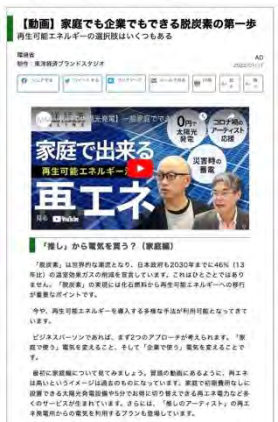 【動画】家庭でも企業でもできる脱炭素の第一歩
再生可能エネルギーの選択肢はいくつもある
環境省
制作：東洋経済ブランドスタジオ
AD
一般家庭でで
0円で
太陽光
発電
コロナ禍の
アーティスト
応援
家庭で出来る
再生可能エネルギー
災害時の
蓄電
再エネ
見る YouTube
「推し」から電気を買う？（家庭編）
「脱炭素」は世界的な潮流となり、日本政府も2030年までに46%（13
年比）の温室効果ガスの削減を宣言しています。これはひとごとではあり
ません。「脱炭素」の実現には化石燃料から再生可能エネルギーへの移行
が重要なポイントです。
今や、再生可能エネルギーを導入する多様な手法が利用可能となってきて
います。
ビジネスパーソンであれば、まず2つのアプローチが考えられます。「家
庭で使う」電気を変えること、そして「企業で使う」電気を変えることで
す。
最初に家庭編について見てみましょう。冒頭の動画にあるように、再エネ
は高いというイメージは過去のものになっています。家庭で初期費用なしに
設置できる太陽光発電設備や5分でお得に切り替えできる再エネ電力など多
くのサービスが生まれています。さらには、「推しのアーティスト」の再エ
ネ発電所からの電気を利用するプランも登場しています。